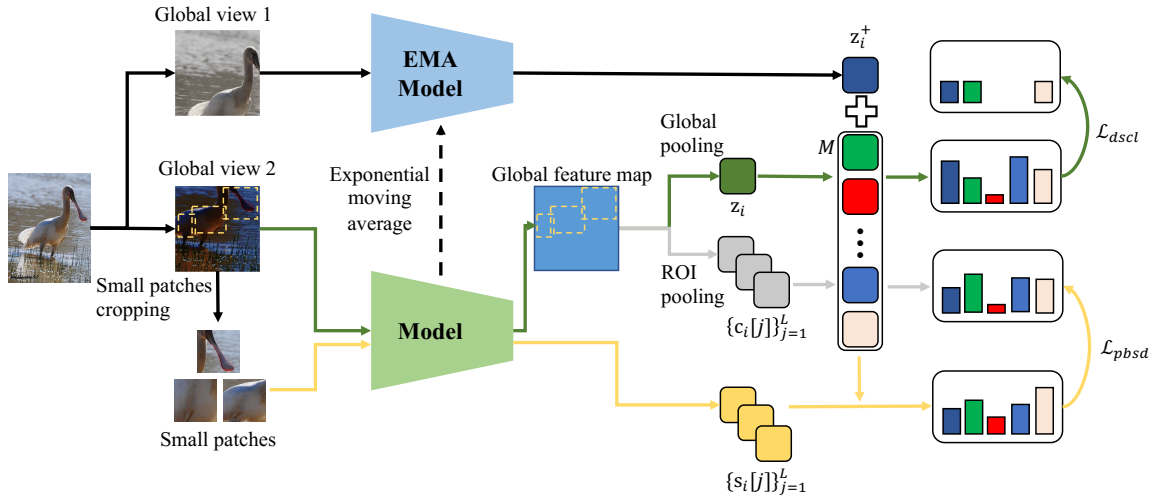 Global view 1
EMA
Model
z_i^+
Global
pooling
M
ℒ_dscl
Global view 2
Exponential
moving
average
Global feature map
z_i
Small patches
cropping
ROI
pooling
Model
{c_i[j]}_{j=1}^L
ℒ_pbsd
Small patches
{s_i[j]}_{j=1}^L